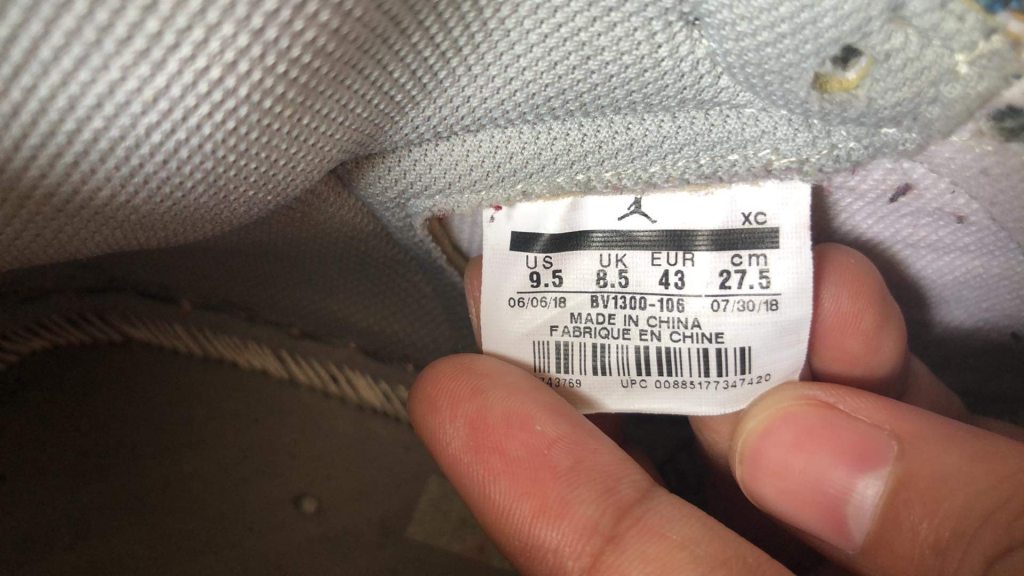 XC
US UK EUR cm
9.5 8.5 43 27.5
06/06/18 BV1300-106 07/30/18
MADE IN CHINA
FABRIQUE EN CHINE
743769 UPC 00885177347420